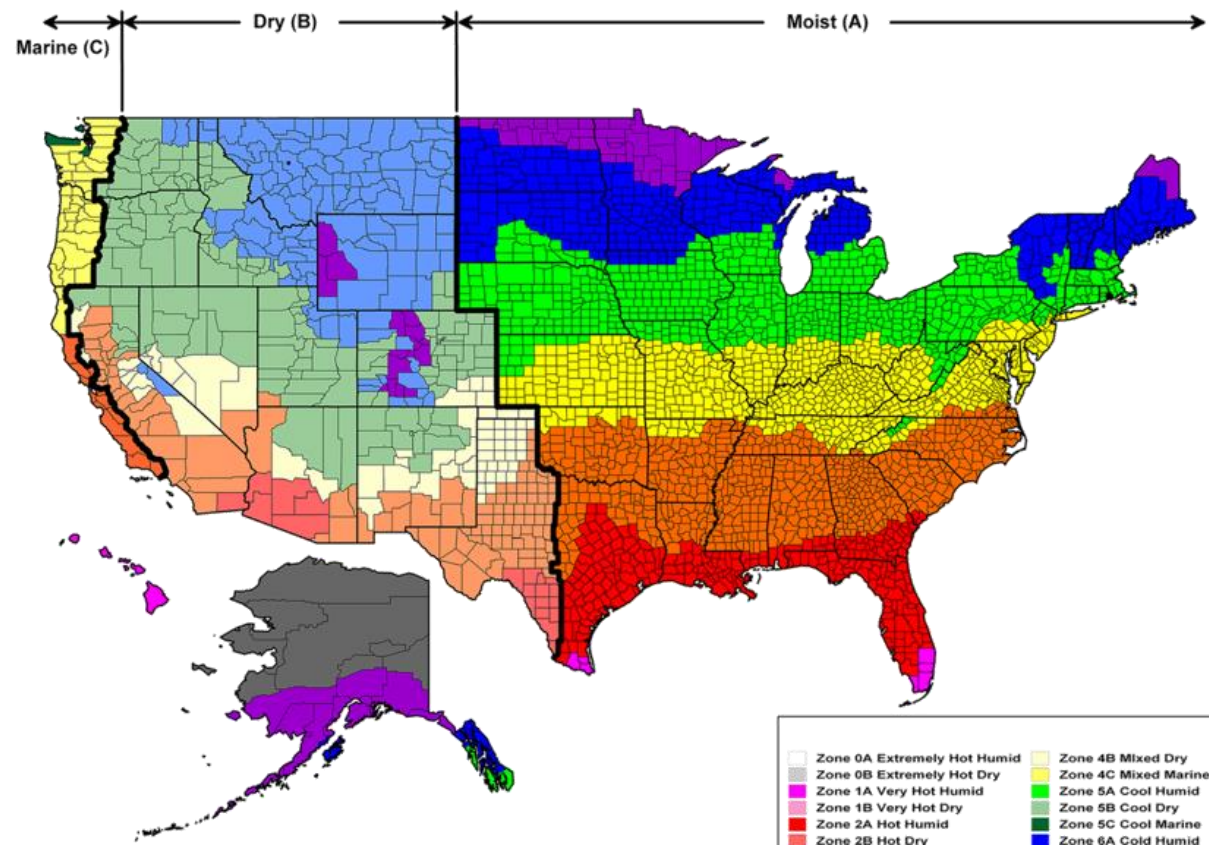 Dry (B)
Moist (A)
Marine (C)
Zone 0A Extremely Hot Humid
Zone 0B Extremely Hot Dry
Zone 1A Very Hot Humid
Zone 1B Very Hot Dry
Zone 2A Hot Humid
Zone 2B Hot Dry
Zone 4B MIxed Dry
Zone 4C Mixed Marine
Zone 5A Cool Humid
Zone 5B Cool Dry
Zone 5C Cool Marine
Zone 6A Cold Humid